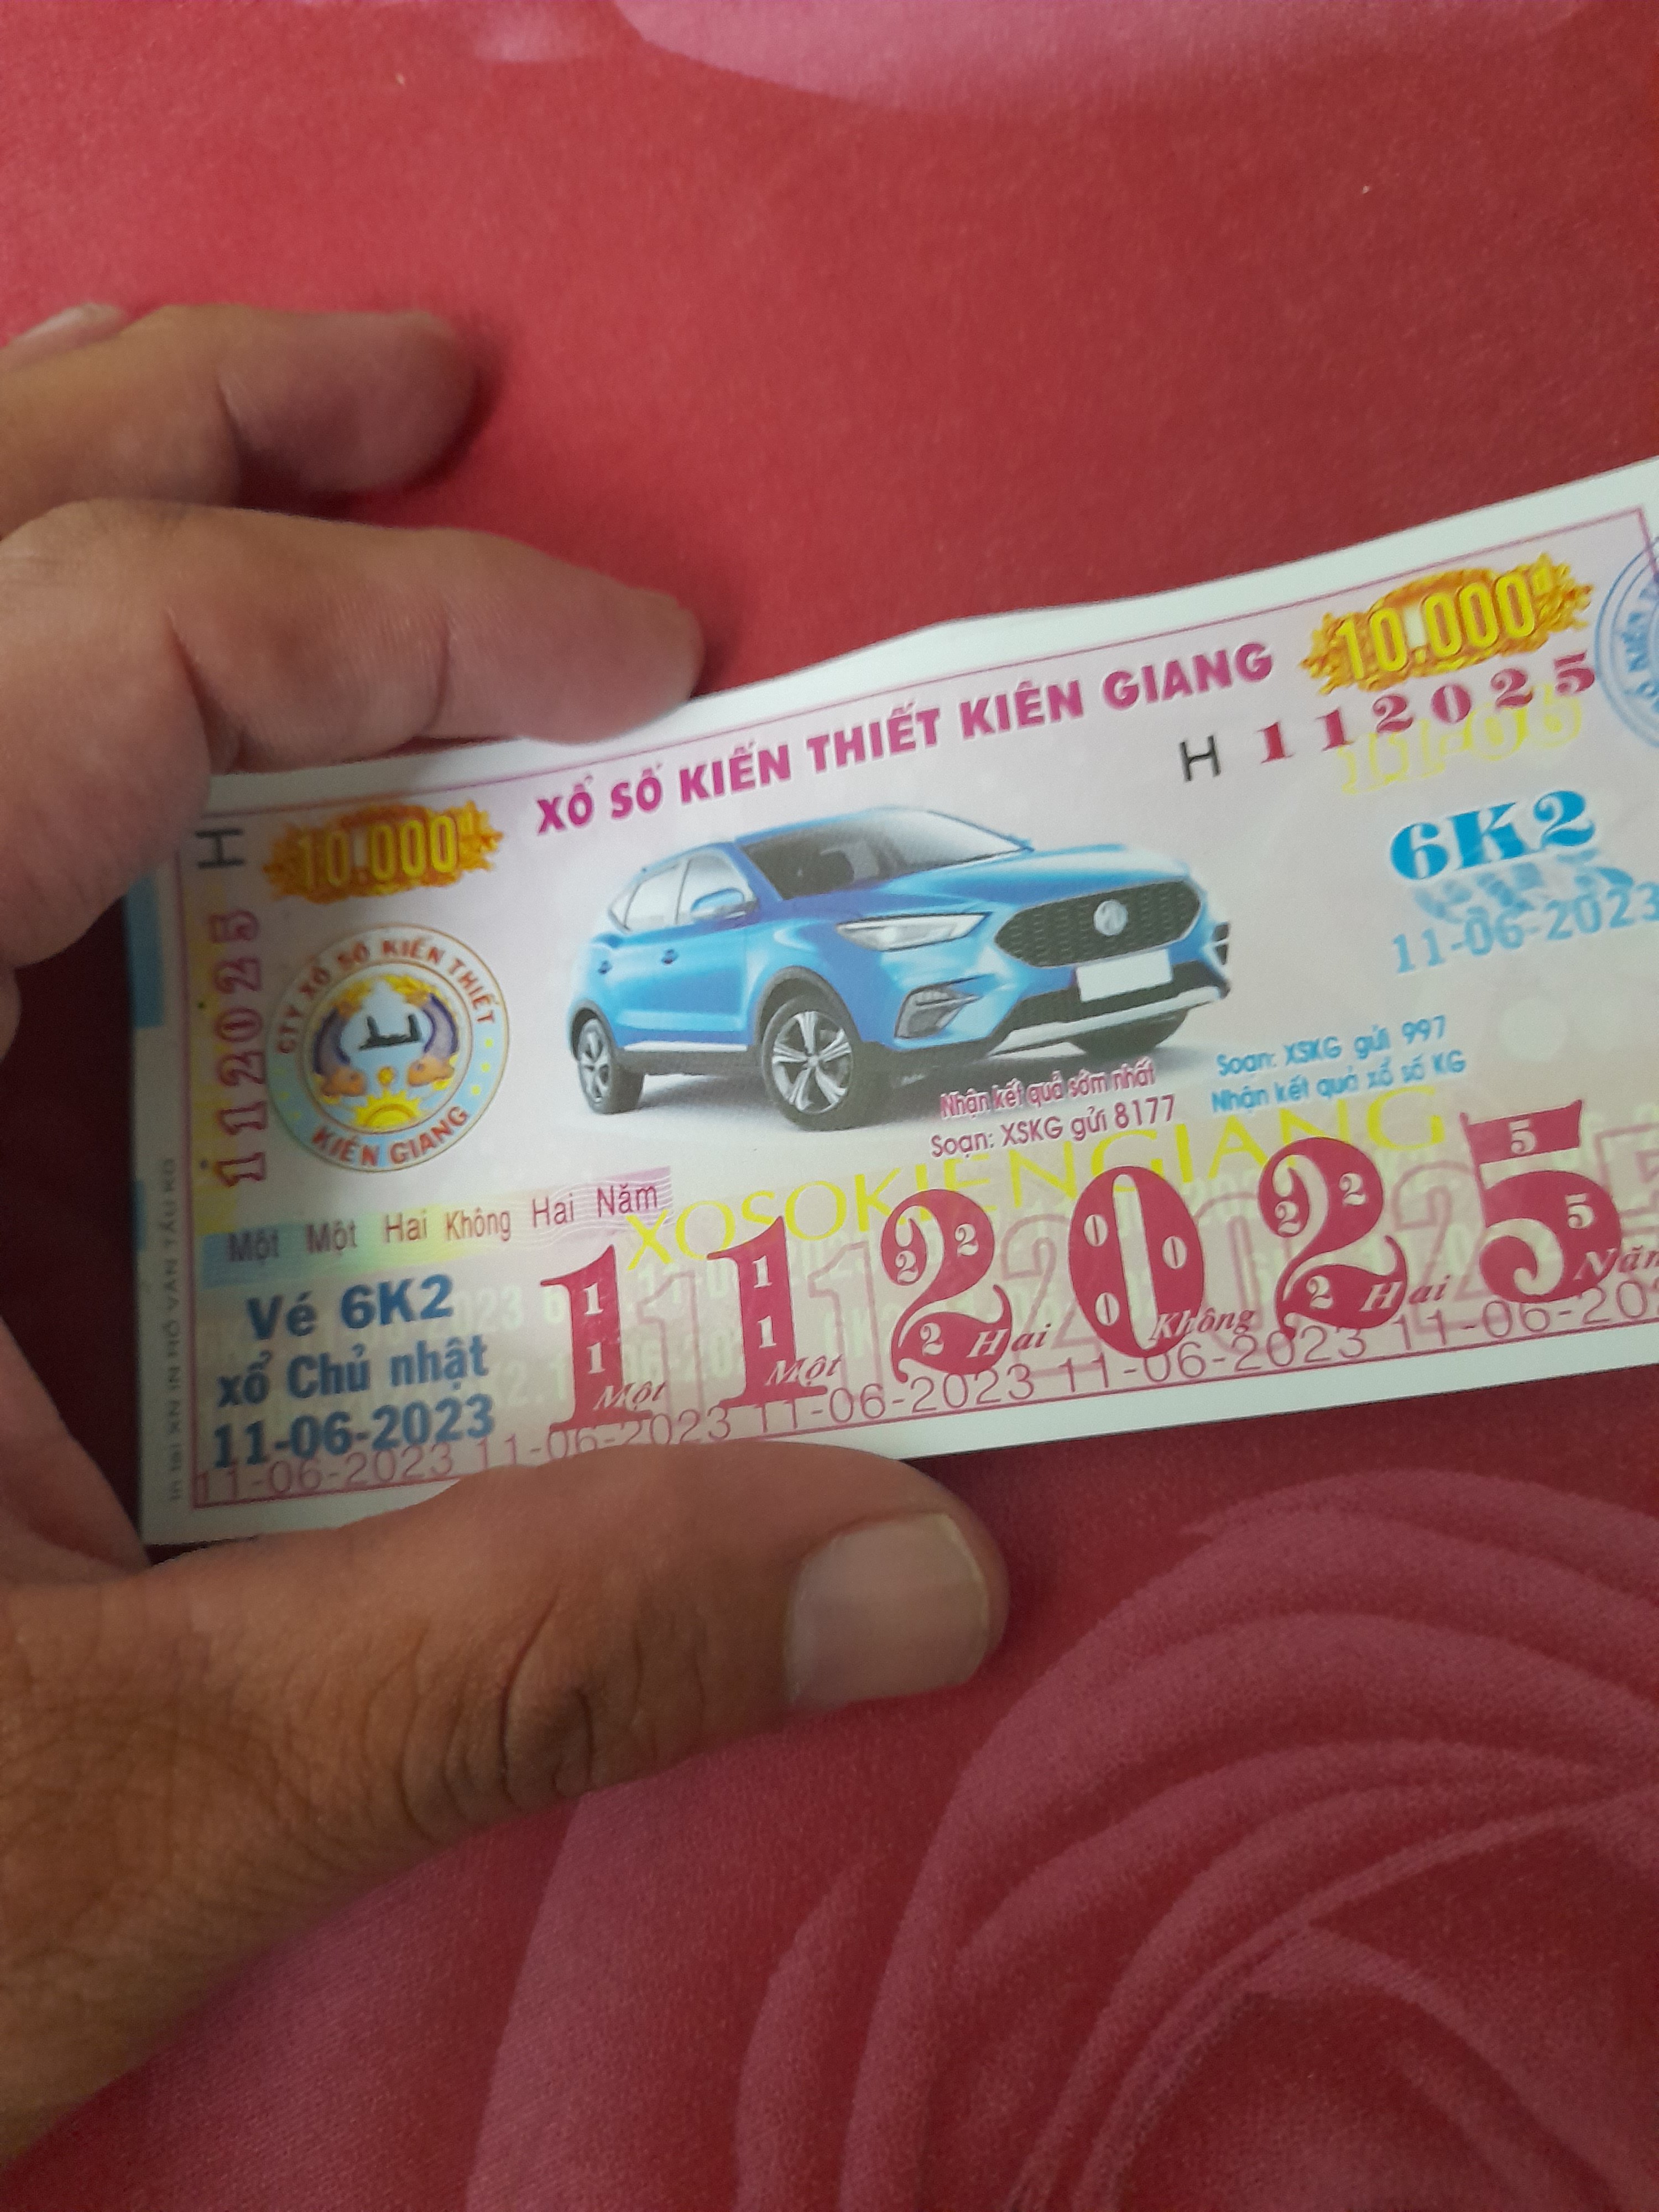 XỔ SỐ KIẾN THIẾT KIÊN GIANG
10.000đ
H 112025
6K2
11-06-2023
H
112025
10.000đ
CTY XỔ SỐ KIẾN THIẾT
KIÊN GIANG
Nhận kết quả sớm nhất
Soạn: XSKG gửi 8177
Soạn: XSKG gửi 997
Nhận kết quả xổ số KG
XOSOKIENGIANG
Một Một Hai Không Hai Năm
Vé 6K2
xổ Chủ nhật
11-06-2023
112025
Một Một Hai Không Hai
11-06-2023 11-06-2023 11-06-2023 11-06-2023 11-06-202